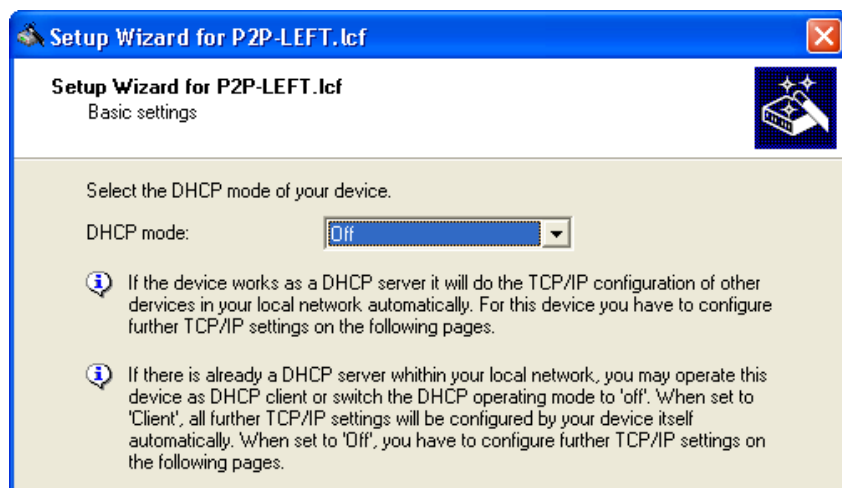 Setup Wizard for P2P-LEFT.lcf
Setup Wizard for P2P-LEFT.lcf
Basic settings
Select the DHCP mode of your device.
DHCP mode:
Off
If the device works as a DHCP server it will do the TCP/IP configuration of other
dervices in your local network automatically. For this device you have to configure
further TCP/IP settings on the following pages.
If there is already a DHCP server whithin your local network, you may operate this
device as DHCP client or switch the DHCP operating mode to 'off'. When set to
'Client', all further TCP/IP settings will be configured by your device itself
automatically. When set to 'Off', you have to configure further TCP/IP settings on
the following pages.